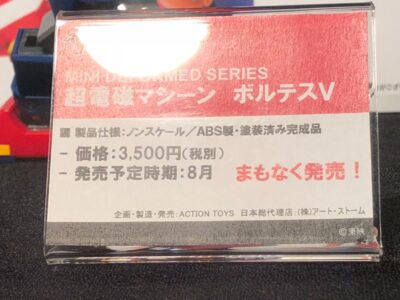 MINI DEFORMED SERIES
超電磁マシーン ボルテスV
製品仕様:ノンスケール/ABS製・塗装済み完成品
- 価格:3,500円(税別)
- 発売予定時期:8月 まもなく発売!
企画・製造・発売:ACTION TOYS 日本総代理店:(株)アート・ストーム
©東映